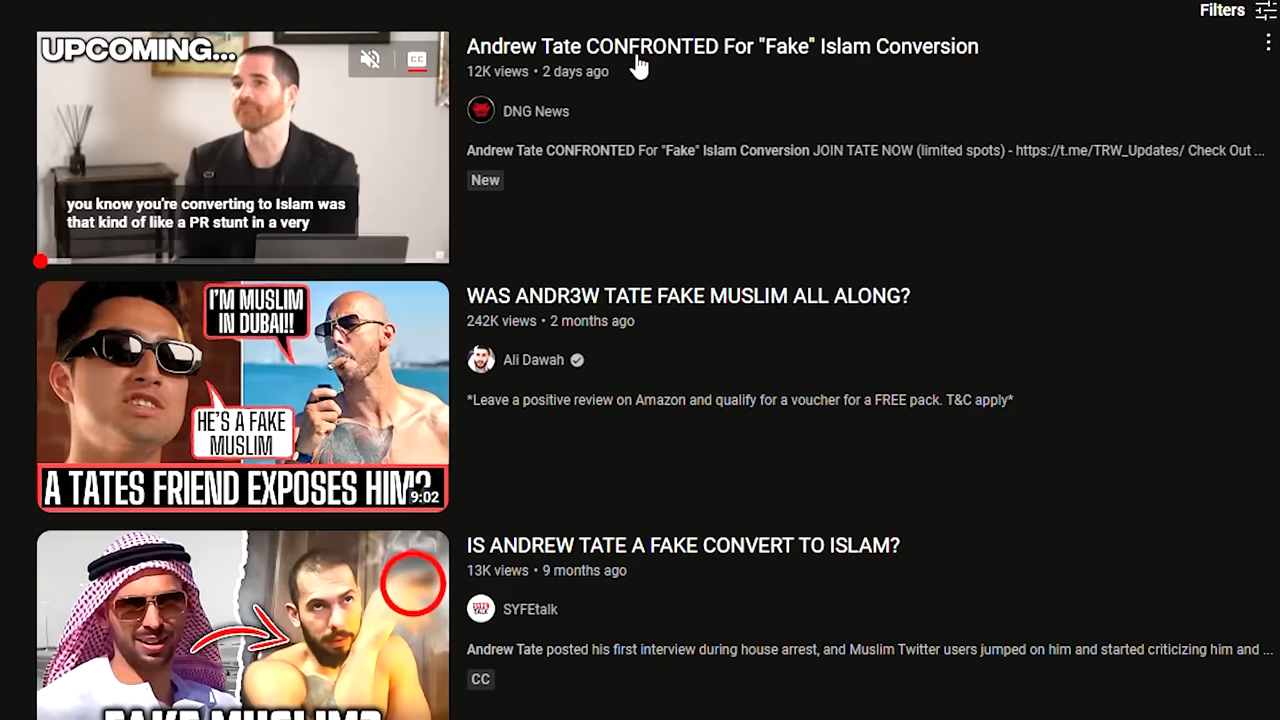 Filters
UPCOMING...
CC
you know you're converting to Islam was
that kind of like a PR stunt in a very
Andrew Tate CONFRONTED For "Fake" Islam Conversion
12K views • 2 days ago
DNG News
Andrew Tate CONFRONTED For "Fake" Islam Conversion JOIN TATE NOW (limited spots) - https://t.me/TRW_Updates/ Check Out ...
New
I'M MUSLIM
IN DUBAI!!
HE'S A FAKE
MUSLIM
A TATES FRIEND EXPOSES HIM?
9:02
WAS ANDR3W TATE FAKE MUSLIM ALL ALONG?
242K views • 2 months ago
Ali Dawah
*Leave a positive review on Amazon and qualify for a voucher for a FREE pack. T&C apply*
FAKE MUSLIM?
IS ANDREW TATE A FAKE CONVERT TO ISLAM?
13K views • 9 months ago
SYFE TALK
SYFEtalk
Andrew Tate posted his first interview during house arrest, and Muslim Twitter users jumped on him and started criticizing him and ...
CC